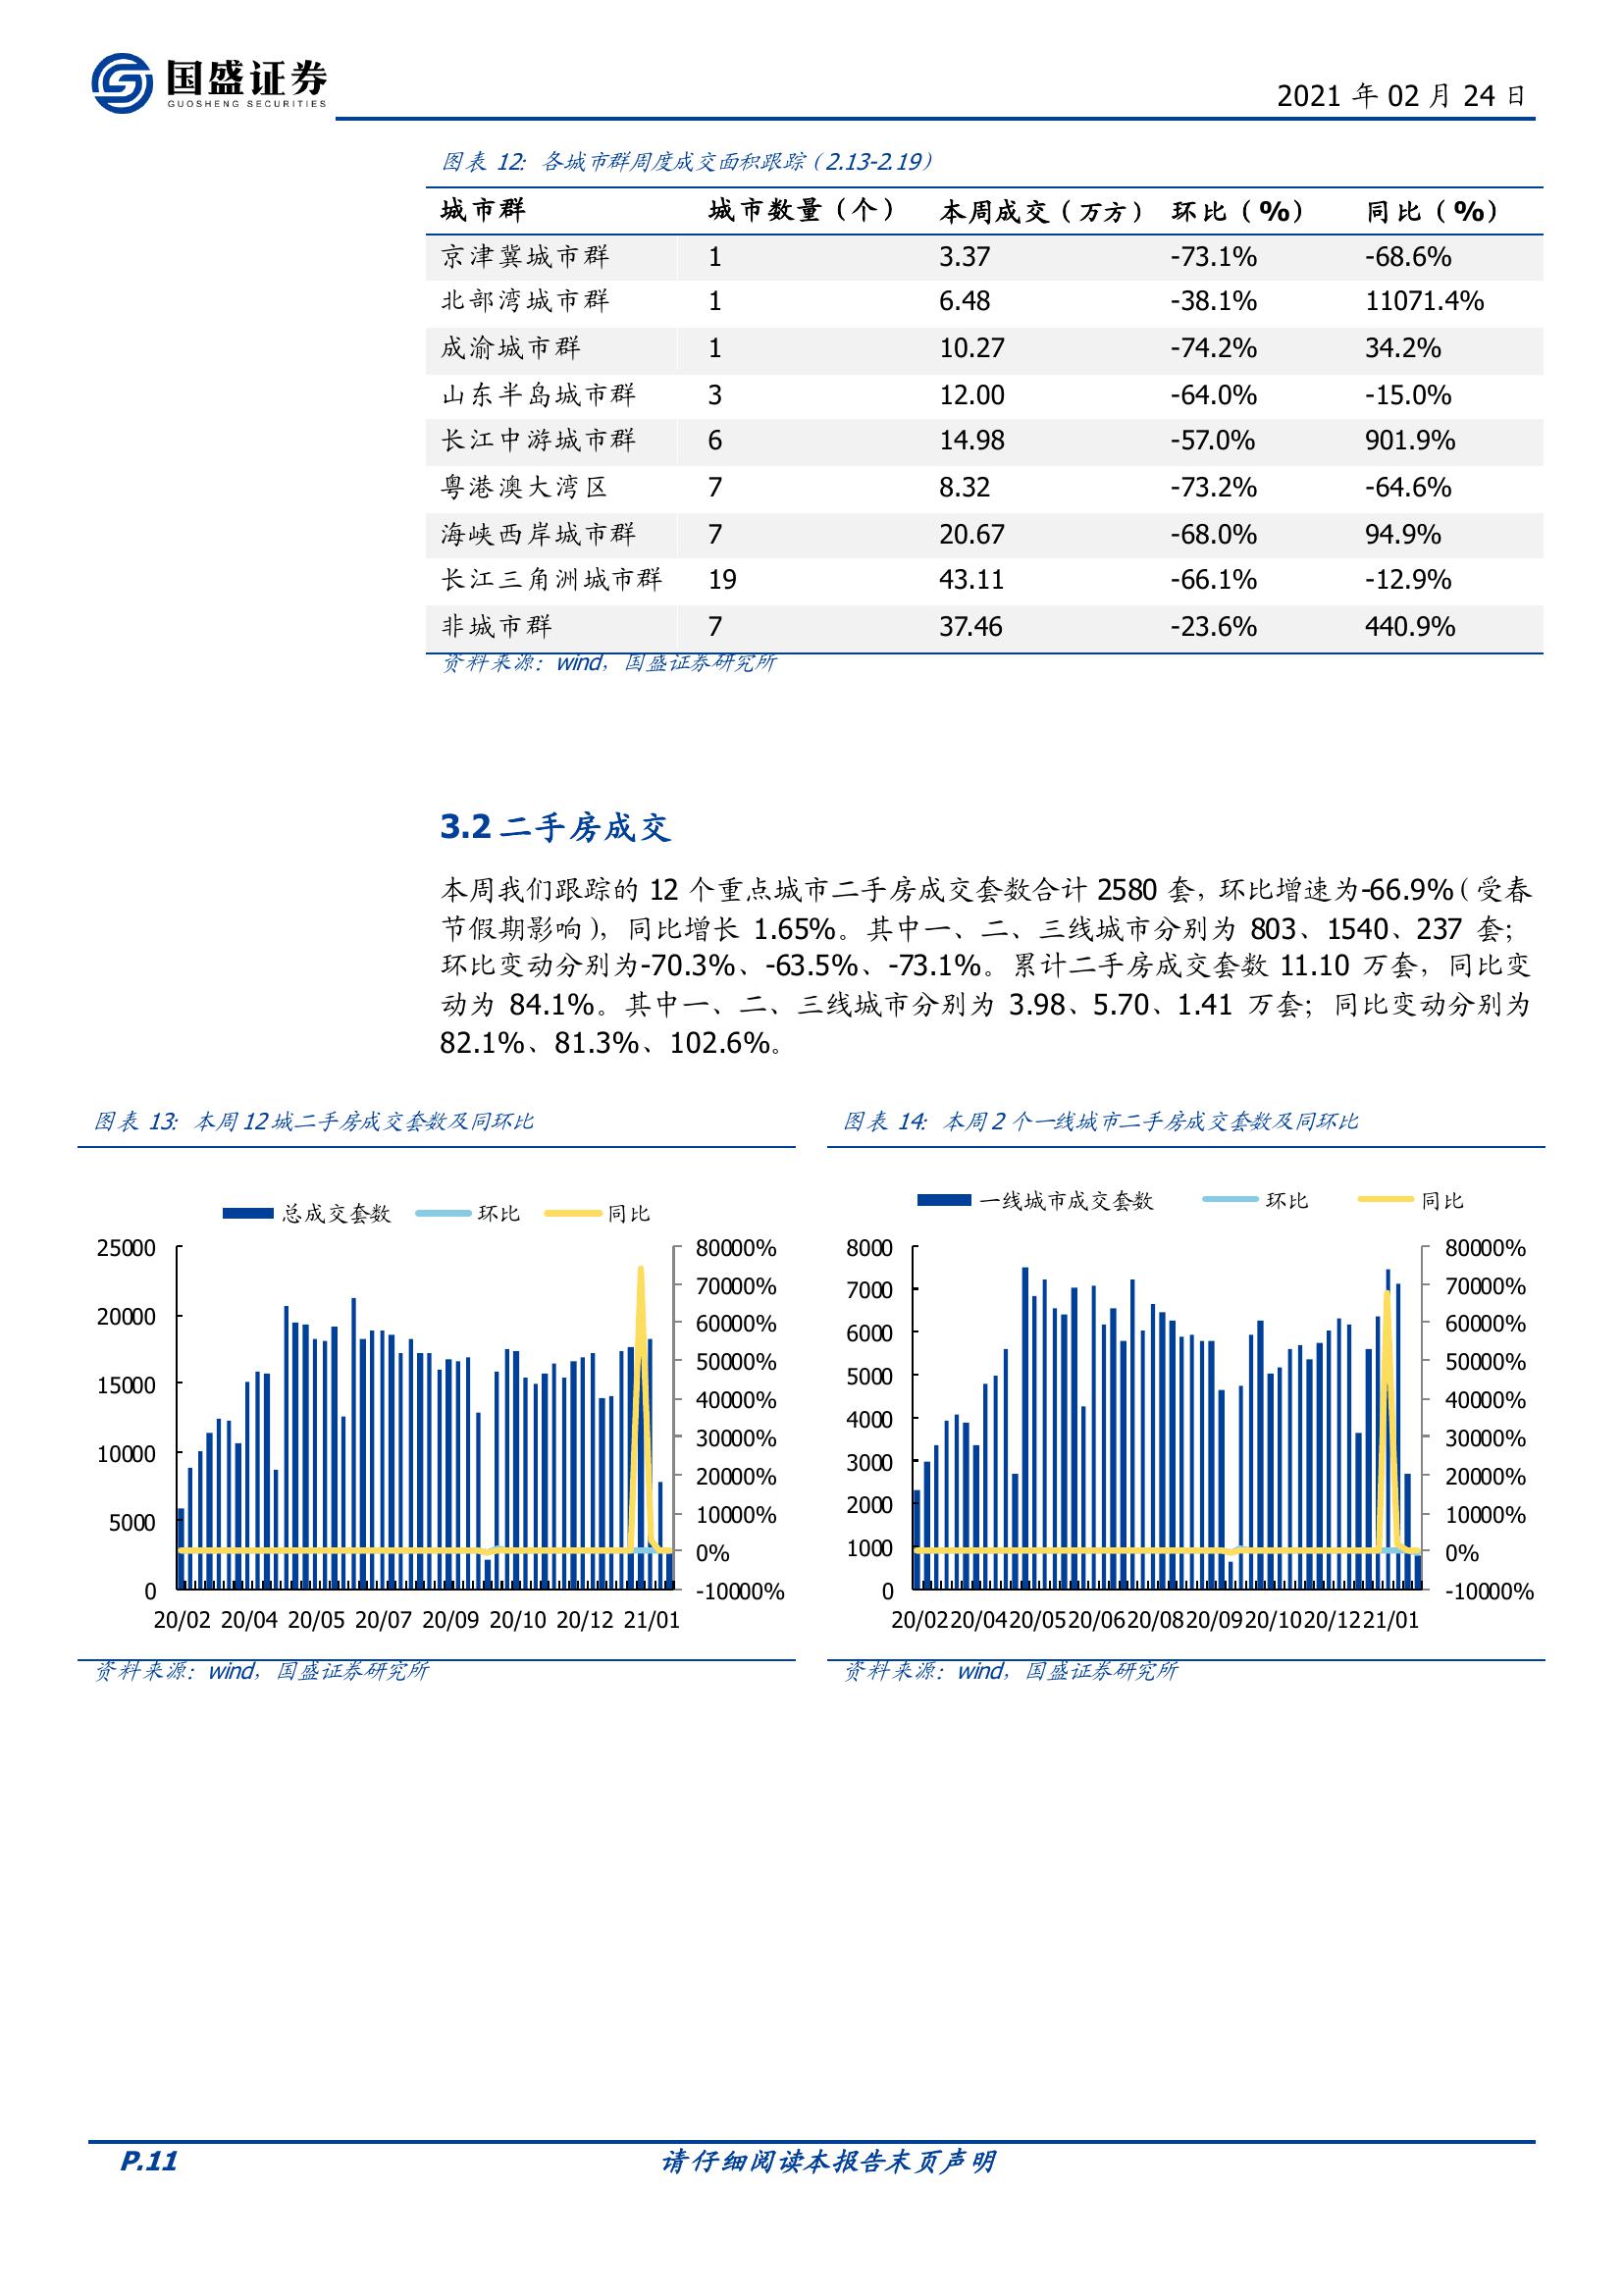 国盛证券
GUOSHENG SECURITIES
2021 年 02 月 24 日
图表 12：各城市群周度成交面积跟踪（2.13-2.19）
城市群 城市数量（个） 本周成交（万方） 环比（%） 同比（%）
京津冀城市群 1 3.37 -73.1% -68.6%
北部湾城市群 1 6.48 -38.1% 11071.4%
成渝城市群 1 10.27 -74.2% 34.2%
山东半岛城市群 3 12.00 -64.0% -15.0%
长江中游城市群 6 14.98 -57.0% 901.9%
粤港澳大湾区 7 8.32 -73.2% -64.6%
海峡西岸城市群 7 20.67 -68.0% 94.9%
长江三角洲城市群 19 43.11 -66.1% -12.9%
非城市群 7 37.46 -23.6% 440.9%
资料来源：wind，国盛证券研究所
3.2 二手房成交
本周我们跟踪的 12 个重点城市二手房成交套数合计 2580 套，环比增速为-66.9%（受春
节假期影响），同比增长 1.65%。其中一、二、三线城市分别为 803、1540、237 套；
环比变动分别为-70.3%、-63.5%、-73.1%。累计二手房成交套数 11.10 万套，同比变
动为 84.1%。其中一、二、三线城市分别为 3.98、5.70、1.41 万套；同比变动分别为
82.1%、81.3%、102.6%。
图表 13：本周 12 城二手房成交套数及同环比
总成交套数 环比 同比
25000
20000
15000
10000
5000
0
80000%
70000%
60000%
50000%
40000%
30000%
20000%
10000%
0%
-10000%
20/02 20/04 20/05 20/07 20/09 20/10 20/12 21/01
资料来源：wind，国盛证券研究所
图表 14：本周 2 个一线城市二手房成交套数及同环比
一线城市成交套数 环比 同比
8000
7000
6000
5000
4000
3000
2000
1000
0
80000%
70000%
60000%
50000%
40000%
30000%
20000%
10000%
0%
-10000%
20/02 20/04 20/05 20/06 20/08 20/09 20/10 20/12 21/01
资料来源：wind，国盛证券研究所
P.11 请仔细阅读本报告末页声明